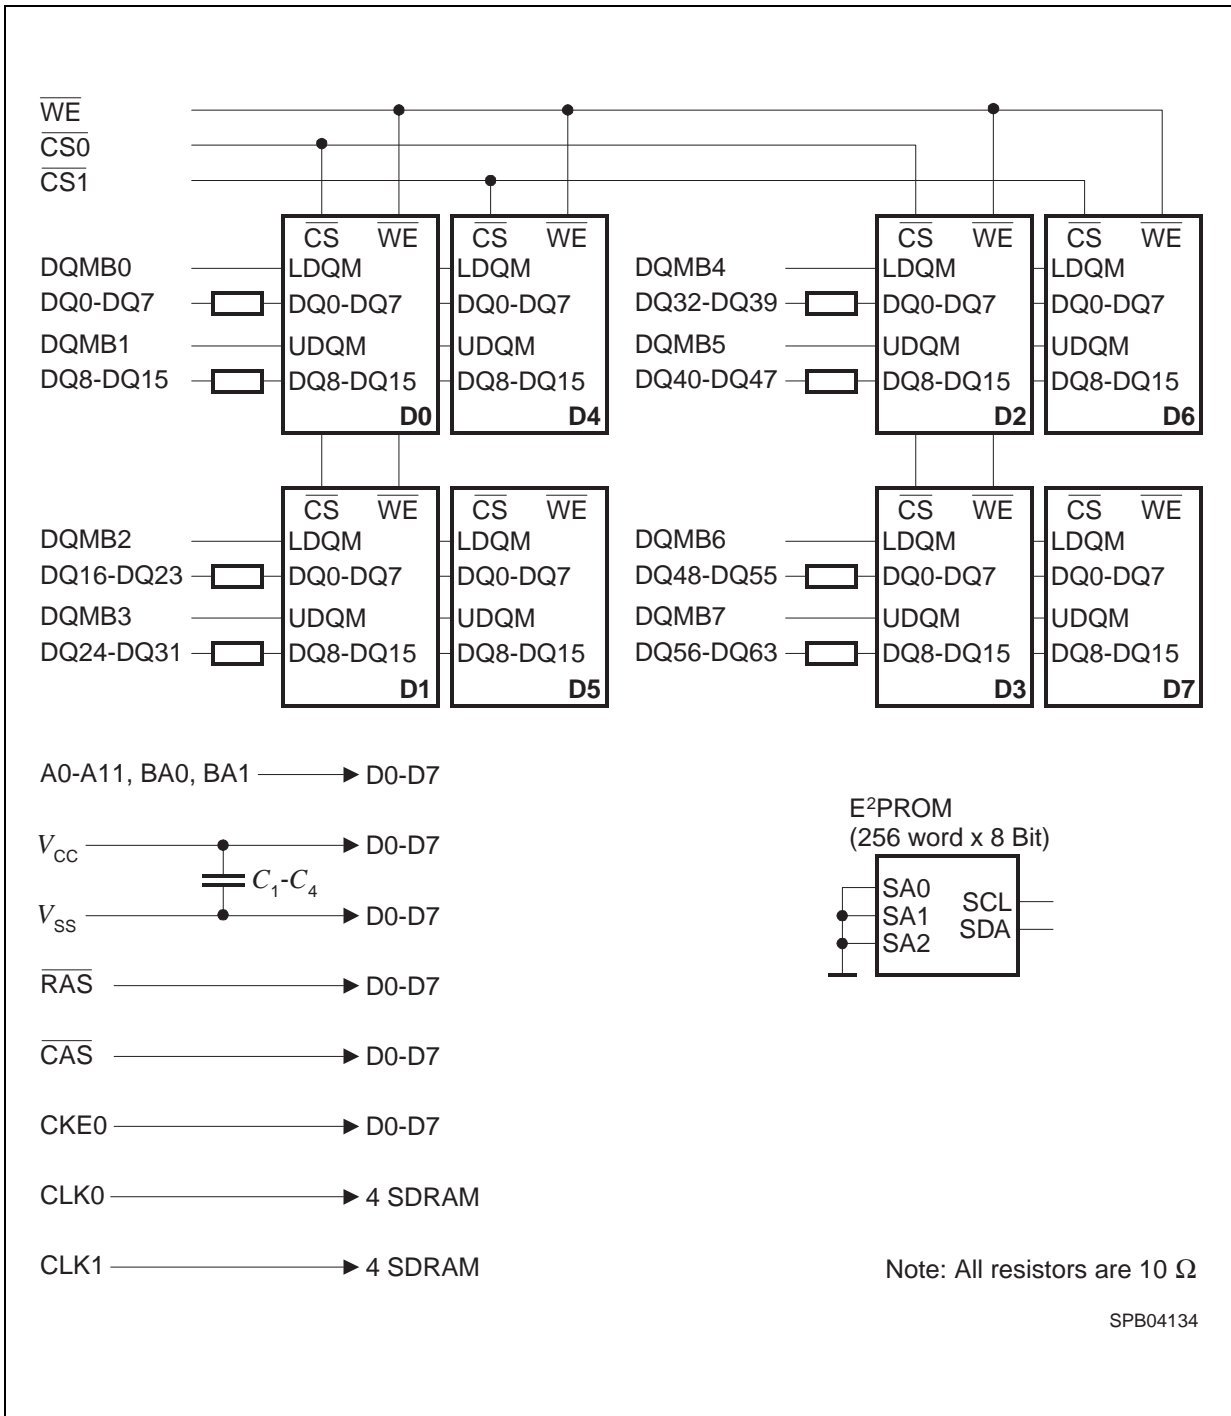 WE
CS0
CS1
CS WE CS WE CS WE CS WE
DQMB0 LDQM LDQM DQMB4 LDQM LDQM
DQ0-DQ7 DQ0-DQ7 DQ0-DQ7 DQ32-DQ39 DQ0-DQ7 DQ0-DQ7
DQMB1 UDQM UDQM DQMB5 UDQM UDQM
DQ8-DQ15 DQ8-DQ15 DQ8-DQ15 DQ40-DQ47 DQ8-DQ15 DQ8-DQ15
D0 D4 D2 D6
CS WE CS WE CS WE CS WE
DQMB2 LDQM LDQM DQMB6 LDQM LDQM
DQ16-DQ23 DQ0-DQ7 DQ0-DQ7 DQ48-DQ55 DQ0-DQ7 DQ0-DQ7
DQMB3 UDQM UDQM DQMB7 UDQM UDQM
DQ24-DQ31 DQ8-DQ15 DQ8-DQ15 DQ56-DQ63 DQ8-DQ15 DQ8-DQ15
D1 D5 D3 D7
A0-A11, BA0, BA1 D0-D7
VCC D0-D7
C1-C4
VSS D0-D7
RAS D0-D7
CAS D0-D7
CKE0 D0-D7
CLK0 4 SDRAM
CLK1 4 SDRAM
E²PROM
(256 word x 8 Bit)
SA0
SA1
SA2
SCL
SDA
Note: All resistors are 10 Ω
SPB04134